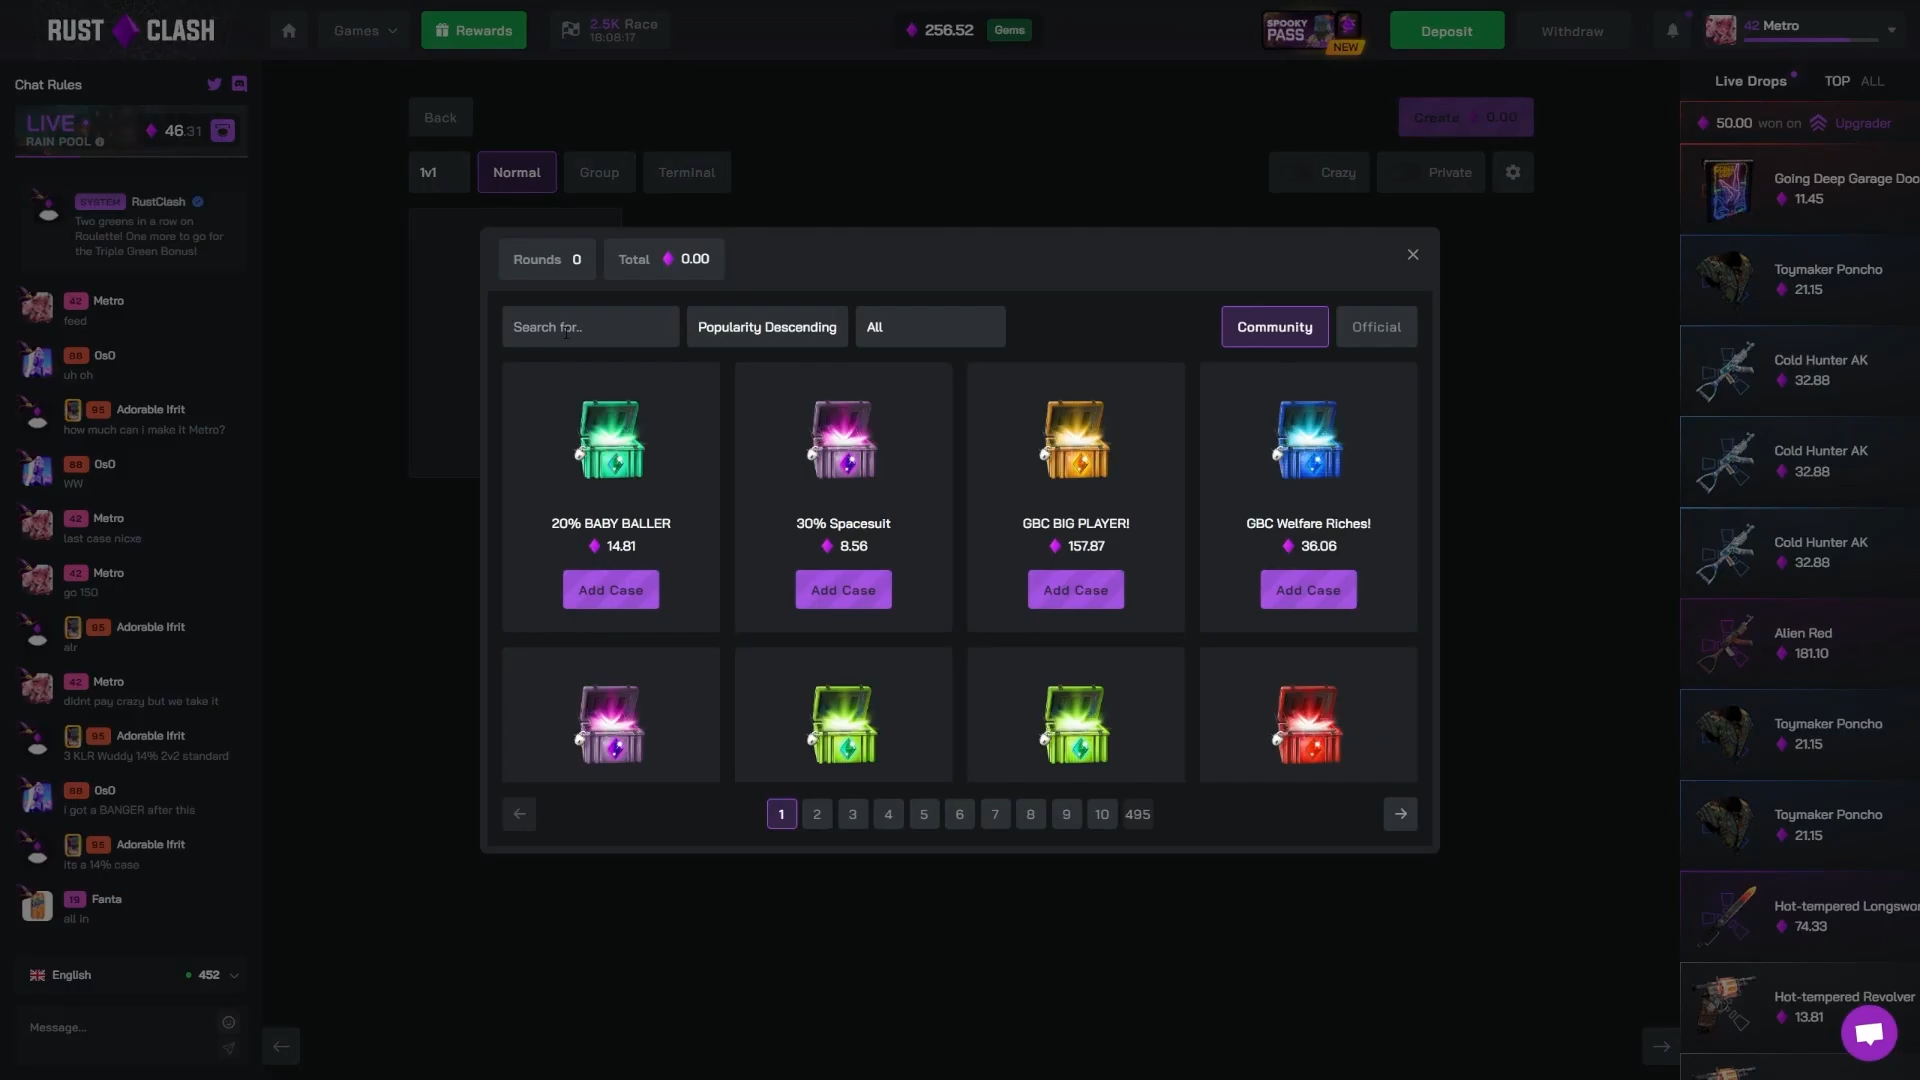 RUST CLASH
Games
Rewards
2.5K Race
18:08:17
256.52
Gems
SPOOKY
PASS
NEW
Deposit
Withdraw
42 Metro
Chat Rules
LIVE
RAIN POOL
46.31
SYSTEM RustClash
Two greens in a row on
Roulette! One more to go for
the Triple Green Bonus!
42 Metro
feed
88 OsO
uh oh
95 Adorable Ifrit
how much can i make it Metro?
88 OsO
WW
42 Metro
last case nicxe
42 Metro
go 150
95 Adorable Ifrit
alr
42 Metro
didnt pay crazy but we take it
95 Adorable Ifrit
3 KLR Wuddy 14% 2v2 standard
88 OsO
i got a BANGER after this
95 Adorable Ifrit
its a 14% case
19 Fanta
all in
English
452
Message...
Back
Create 0.00
1v1
Normal
Group
Terminal
Crazy
Private
Rounds 0
Total 0.00
Search for..
Popularity Descending
All
Community
Official
20% BABY BALLER
14.81
Add Case
30% Spacesuit
8.56
Add Case
GBC BIG PLAYER!
157.87
Add Case
GBC Welfare Riches!
36.06
Add Case
1 2 3 4 5 6 7 8 9 10 495
Live Drops
TOP
ALL
50.00 won on Upgrader
Going Deep Garage Doo
11.45
Toymaker Poncho
21.15
Cold Hunter AK
32.88
Cold Hunter AK
32.88
Cold Hunter AK
32.88
Alien Red
181.10
Toymaker Poncho
21.15
Toymaker Poncho
21.15
Hot-tempered Longswor
74.33
Hot-tempered Revolver
13.81